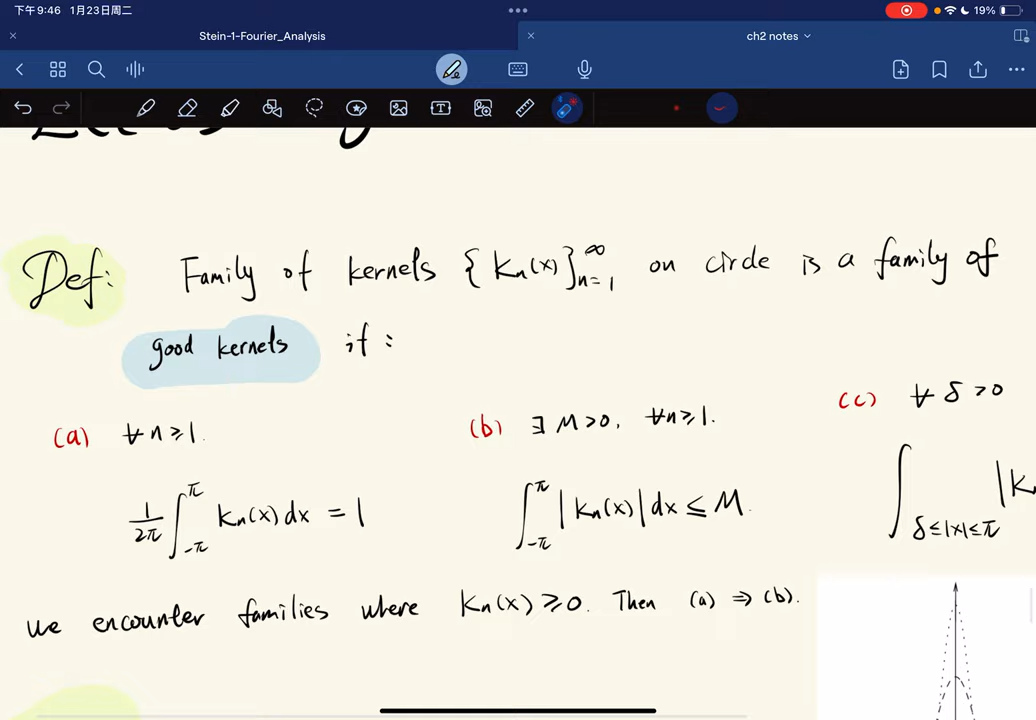 下午9:46 1月23日周二
19%
Stein-1-Fourier_Analysis
ch2 notes
Def: Family of kernels {Kn(x)}_{n=1}^∞ on circle is a family of
good kernels if :
(a) ∀ n ≥ 1.
1/2π ∫_{-π}^{π} Kn(x) dx = 1
(b) ∃ M > 0, ∀n ≥ 1.
∫_{-π}^{π} |Kn(x)| dx ≤ M.
(c) ∀ δ > 0
∫_{δ≤|x|≤π} |K
we encounter families where Kn(x) ≥ 0. Then (a) ⇒ (b).